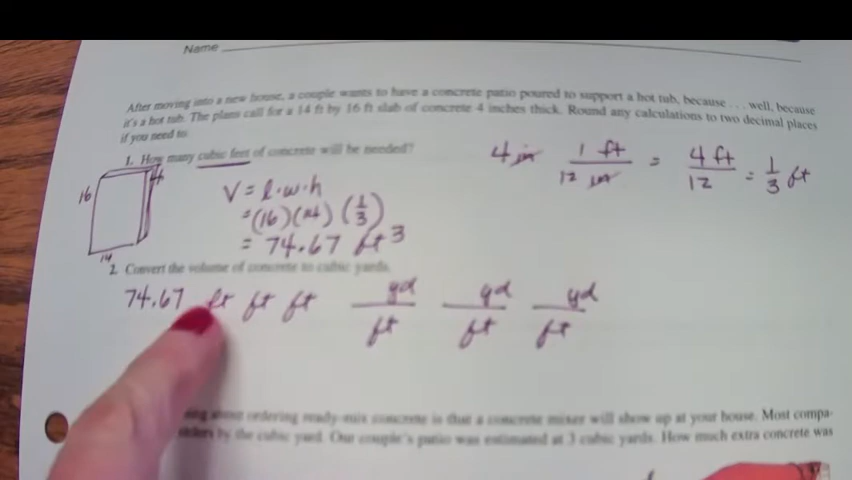 Name
After moving into a new house, a couple wants to have a concrete patio poured to support a hot tub, because . . . well, because
it's a hot tub. The plans call for a 14 ft by 16 ft slab of concrete 4 inches thick. Round any calculations to two decimal places
if you need to.
1. How many cubic feet of concrete will be needed?
4 in 1 ft / 12 in = 4 ft / 12 = 1/3 ft
16
14
V = l·w·h
= (16)(14)(1/3)
= 74.67 ft³
2. Convert the volume of concrete to cubic yards.
74.67 ft ft ft yd/ft yd/ft yd/ft
about ordering ready-mix concrete is that a concrete mixer will show up at your house. Most compa-
by the cubic yard. Our couple's patio was estimated at 3 cubic yards. How much extra concrete was